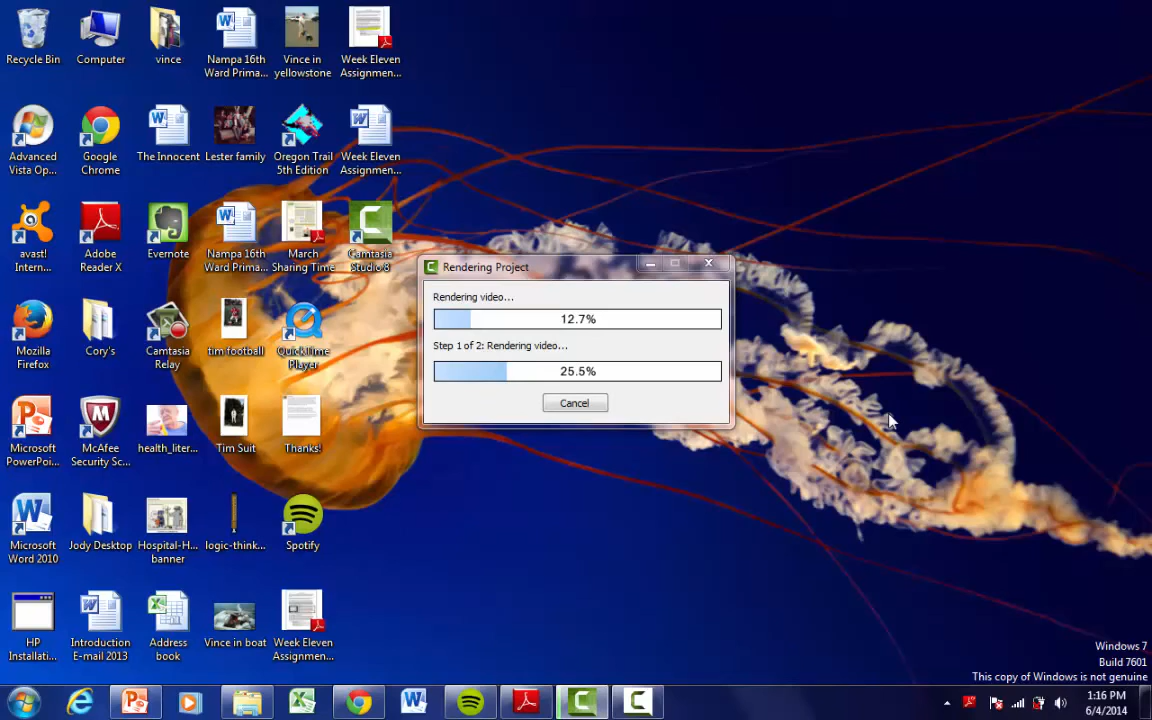 Recycle Bin
Computer
vince
Nampa 16th
Ward Prima...
Vince in
yellowstone
Week Eleven
Assignmen...
Advanced
Vista Op...
Google
Chrome
The Innocent
Lester family
Oregon Trail
5th Edition
Week Eleven
Assignmen...
avast!
Intern...
Adobe
Reader X
Evernote
Nampa 16th
Ward Prima...
March
Sharing Time
Camtasia
Studio 8
Mozilla
Firefox
Cory's
Camtasia
Relay
tim football
QuickTime
Player
Microsoft
PowerPoi...
McAfee
Security Sc...
health_liter...
Tim Suit
Thanks!
Microsoft
Word 2010
Jody Desktop
Hospital-H...
banner
logic-think...
Spotify
HP
Installati...
Introduction
E-mail 2013
Address
book
Vince in boat
Week Eleven
Assignmen...
Rendering Project
Rendering video...
12.7%
Step 1 of 2: Rendering video...
25.5%
Cancel
Windows 7
Build 7601
This copy of Windows is not genuine
1:16 PM
6/4/2014